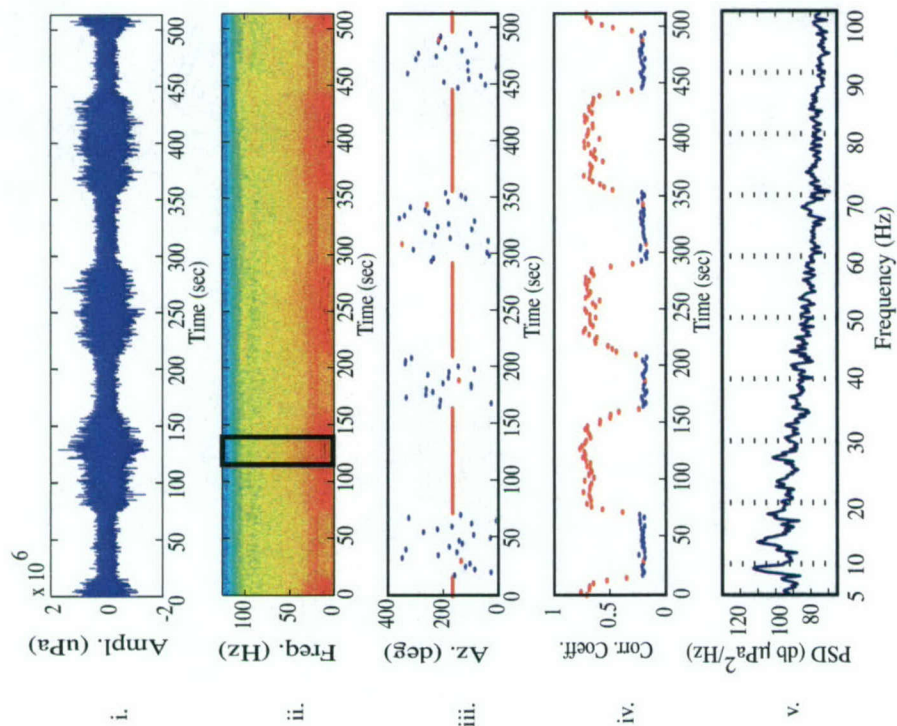 x 10 6
i.
Ampl. (uPa)
2
0
-2
0 50 100 150 200 250 300 350 400 450 500
Time (sec)
ii.
Freq. (Hz)
100
50
0
0 50 100 150 200 250 300 350 400 450 500
Time (sec)
iii.
Az. (deg)
400
200
0
0 50 100 150 200 250 300 350 400 450 500
Time (sec)
iv.
Corr. Coeff.
1
0.5
0
0 50 100 150 200 250 300 350 400 450 500
Time (sec)
v.
PSD (db µPa²/Hz)
120
100
80
5 10 20 30 40 50 60 70 80 90 100
Frequency (Hz)